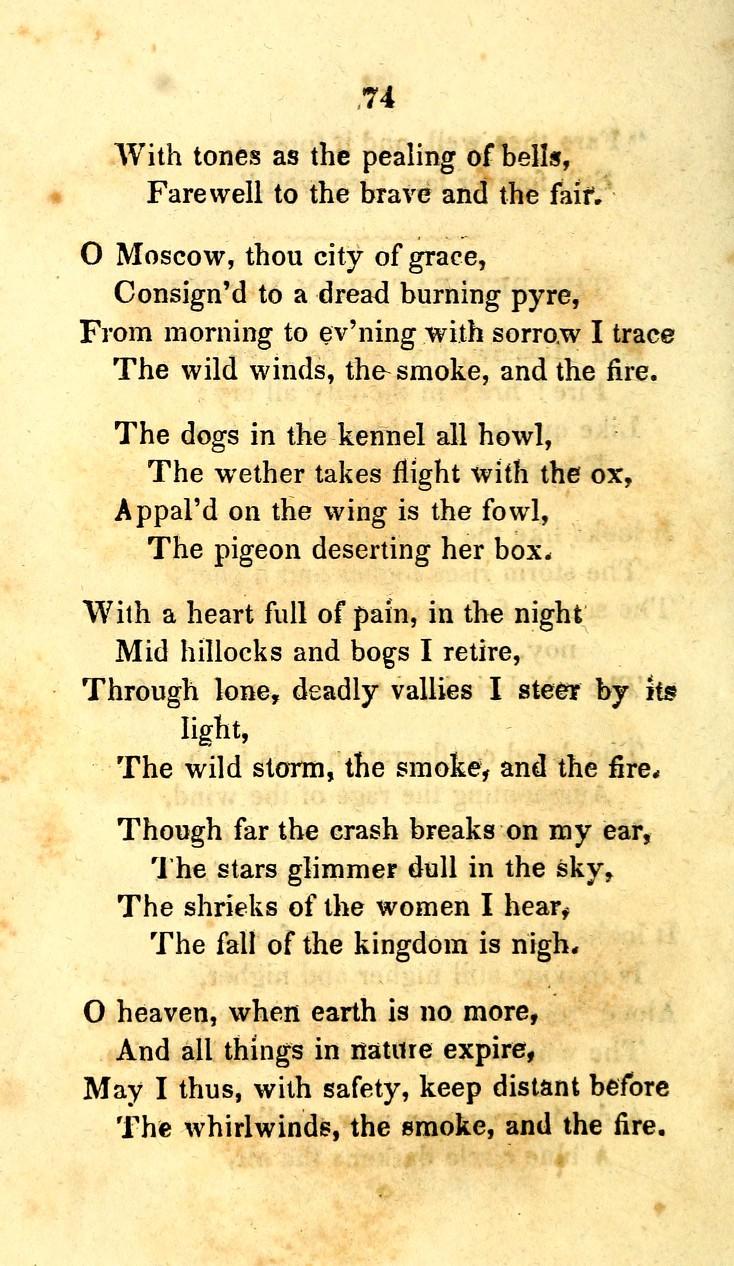 74
With tones as the pealing of bells,
Farewell to the brave and the fair.
O Moscow, thou city of grace,
Consign'd to a dread burning pyre,
From morning to ev'ning with sorrow I trace
The wild winds, the smoke, and the fire.
The dogs in the kennel all howl,
The wether takes flight with the ox,
Appal'd on the wing is the fowl,
The pigeon deserting her box.
With a heart full of pain, in the night
Mid hillocks and bogs I retire,
Through lone, deadly vallies I steer by its
light,
The wild storm, the smoke, and the fire.
Though far the crash breaks on my ear,
The stars glimmer dull in the sky,
The shrieks of the women I hear,
The fall of the kingdom is nigh.
O heaven, when earth is no more,
And all things in nature expire,
May I thus, with safety, keep distant before
The whirlwinds, the smoke, and the fire.